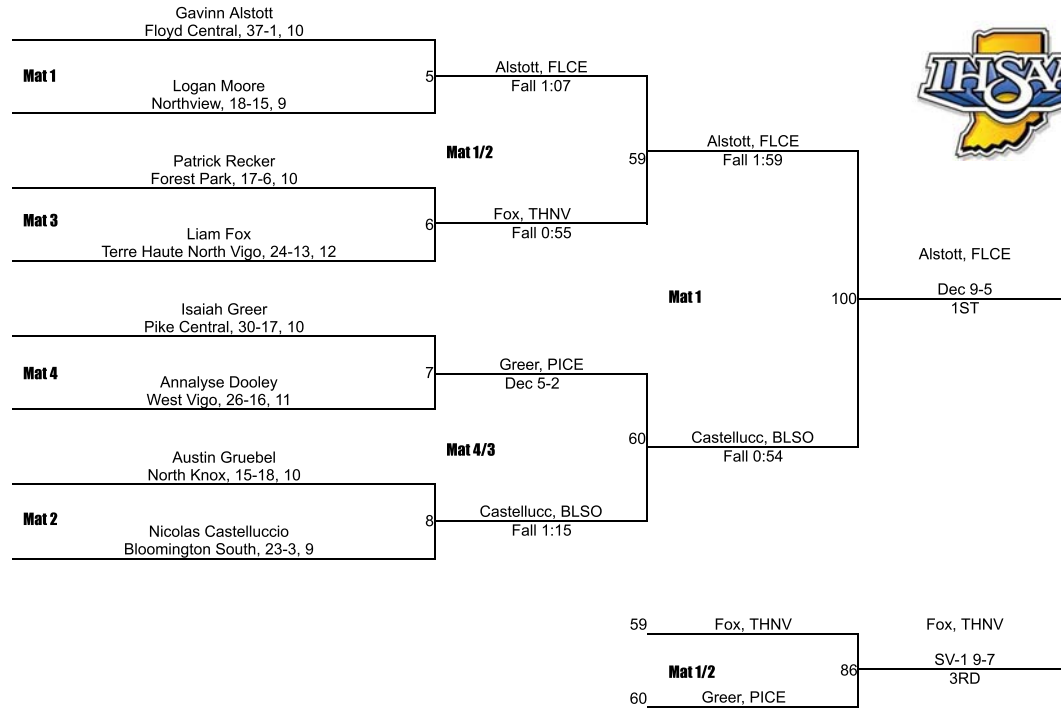 Gavinn Alstott
Floyd Central, 37-1, 10
Mat 1
5
Logan Moore
Northview, 18-15, 9
Alstott, FLCE
Fall 1:07
Mat 1/2
59
Patrick Recker
Forest Park, 17-6, 10
Mat 3
6
Liam Fox
Terre Haute North Vigo, 24-13, 12
Fox, THNV
Fall 0:55
Alstott, FLCE
Fall 1:59
IHSAA
Mat 1
100
Alstott, FLCE
Dec 9-5
1ST
Isaiah Greer
Pike Central, 30-17, 10
Mat 4
7
Annalyse Dooley
West Vigo, 26-16, 11
Greer, PICE
Dec 5-2
Mat 4/3
60
Castellucc, BLSO
Fall 0:54
Austin Gruebel
North Knox, 15-18, 10
Mat 2
8
Nicolas Castelluccio
Bloomington South, 23-3, 9
Castellucc, BLSO
Fall 1:15
59
Fox, THNV
Mat 1/2
86
60
Greer, PICE
Fox, THNV
SV-1 9-7
3RD